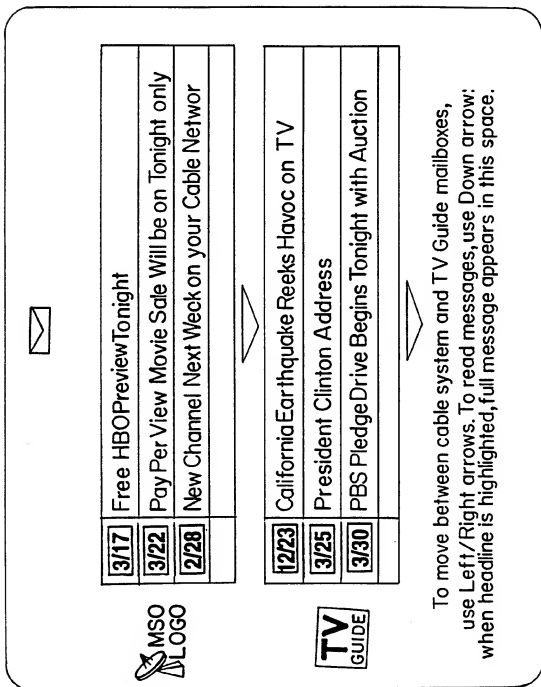 MSO
LOGO
3/17 Free HBO Preview Tonight
3/22 Pay Per View Movie Sale Will be on Tonight only
2/28 New Channel Next Weck on your Cable Networ
TV
GUIDE
12/23 California Earthquake Reeks Havoc on TV
3/25 President Clinton Address
3/30 PBS Pledge Drive Begins Tonight with Auction
To move between cable system and TV Guide mailboxes,
use Left/Right arrows. To read messages, use Down arrow:
when headline is highlighted, full message appears in this space.